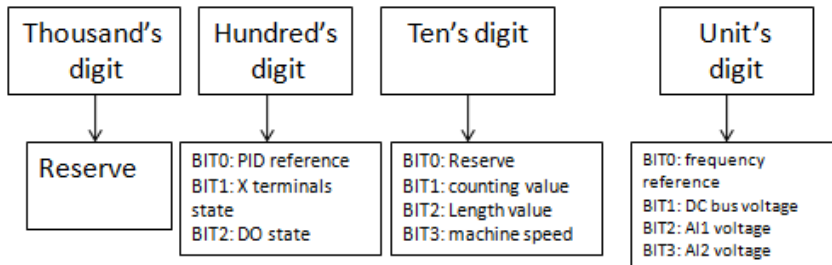 Thousand's
digit
Hundred's
digit
Ten's digit
Unit's
digit
Reserve
BIT0: PID reference
BIT1: X terminals
state
BIT2: DO state
BIT0: Reserve
BIT1: counting value
BIT2: Length value
BIT3: machine speed
BIT0: frequency
reference
BIT1: DC bus voltage
BIT2: AI1 voltage
BIT3: AI2 voltage